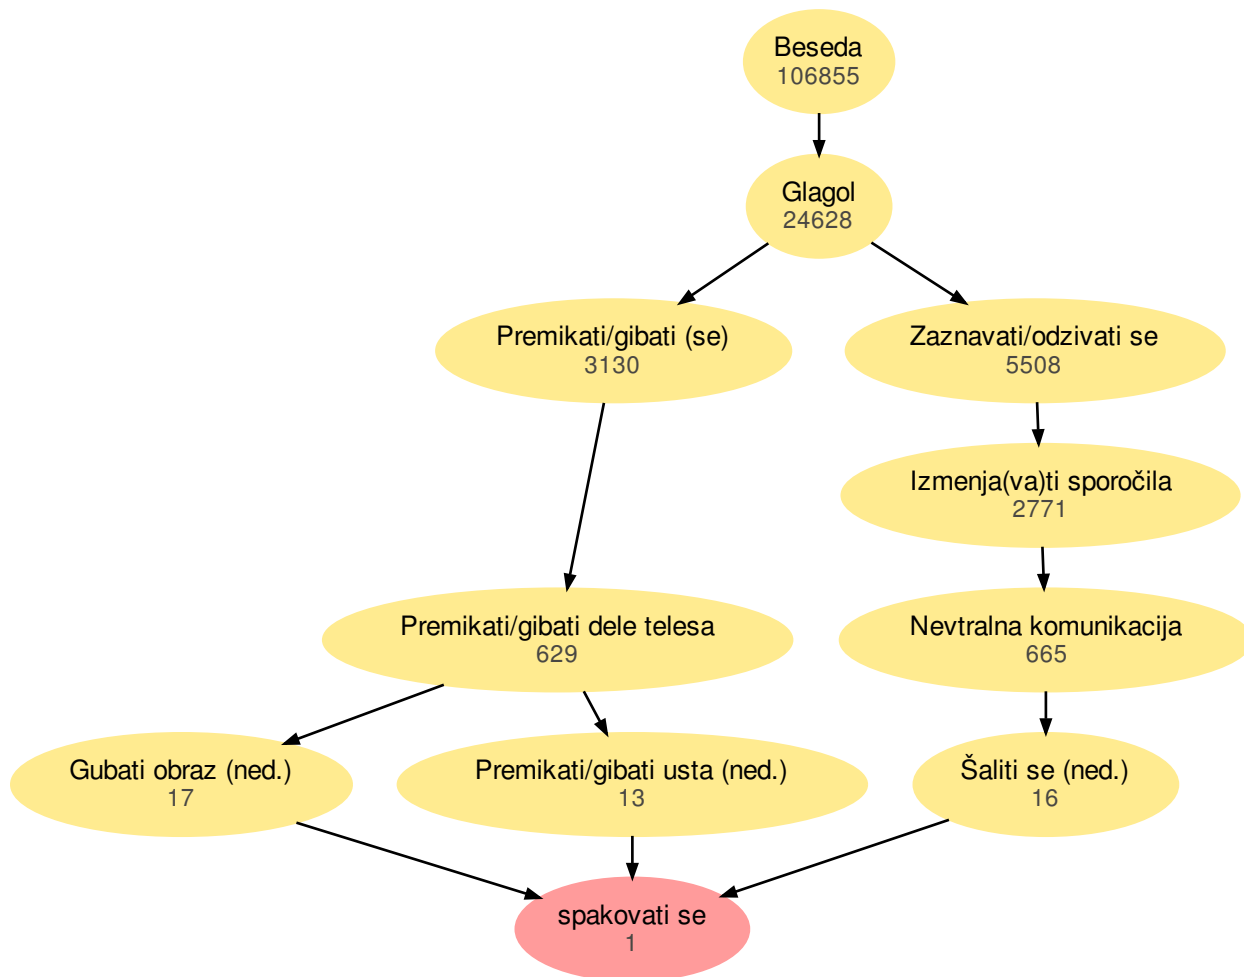 Beseda
106855
Glagol
24628
Premikati/gibati (se)
3130
Zaznavati/odzivati se
5508
Izmenja(va)ti sporočila
2771
Premikati/gibati dele telesa
629
Nevtralna komunikacija
665
Gubati obraz (ned.)
17
Premikati/gibati usta (ned.)
13
Šaliti se (ned.)
16
spakovati se
1